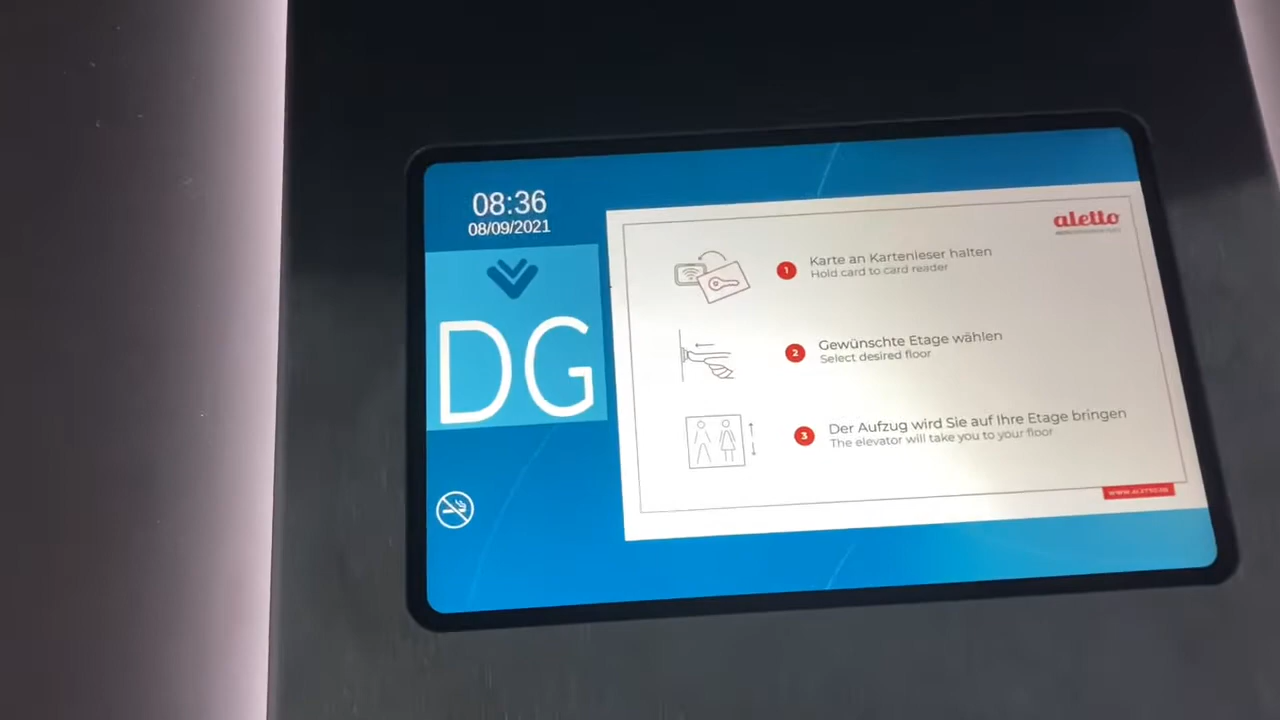 08:36
08/09/2021
DG
aletto
1
Karte an Kartenleser halten
Hold card to card reader
2
Gewünschte Etage wählen
Select desired floor
3
Der Aufzug wird Sie auf Ihre Etage bringen
The elevator will take you to your floor